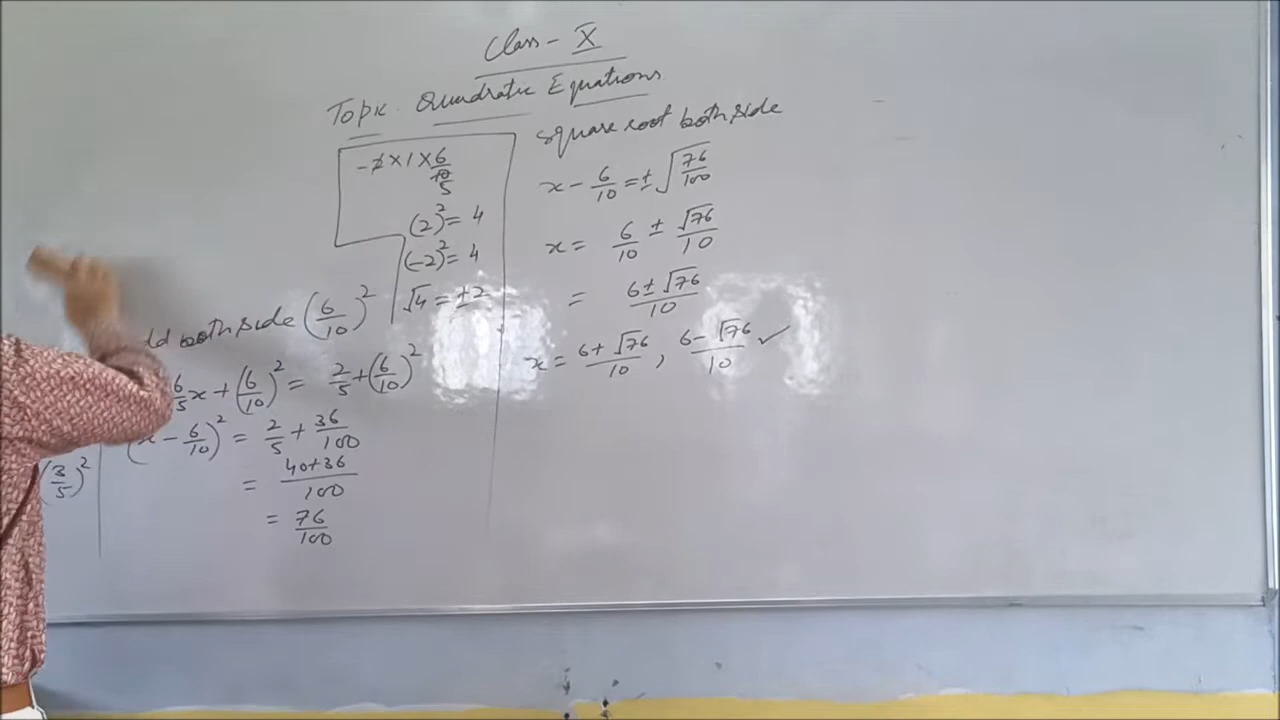 Class - X
Topic. Quadratic Equations
-2 × 1 × 6/10
5
(2)² = 4
(-2)² = 4
√4 = ±2
both side (6/10)²
6/5 x + (6/10)² = 2/5 + (6/10)²
(x - 6/10)² = 2/5 + 36/100
= 40+36/100
= 76/100
(3/5)²
square root both side
x - 6/10 = ± √76/100
x = 6/10 ± √76/10
= 6 ± √76/10
x = 6 + √76/10 , 6 - √76/10 ✓